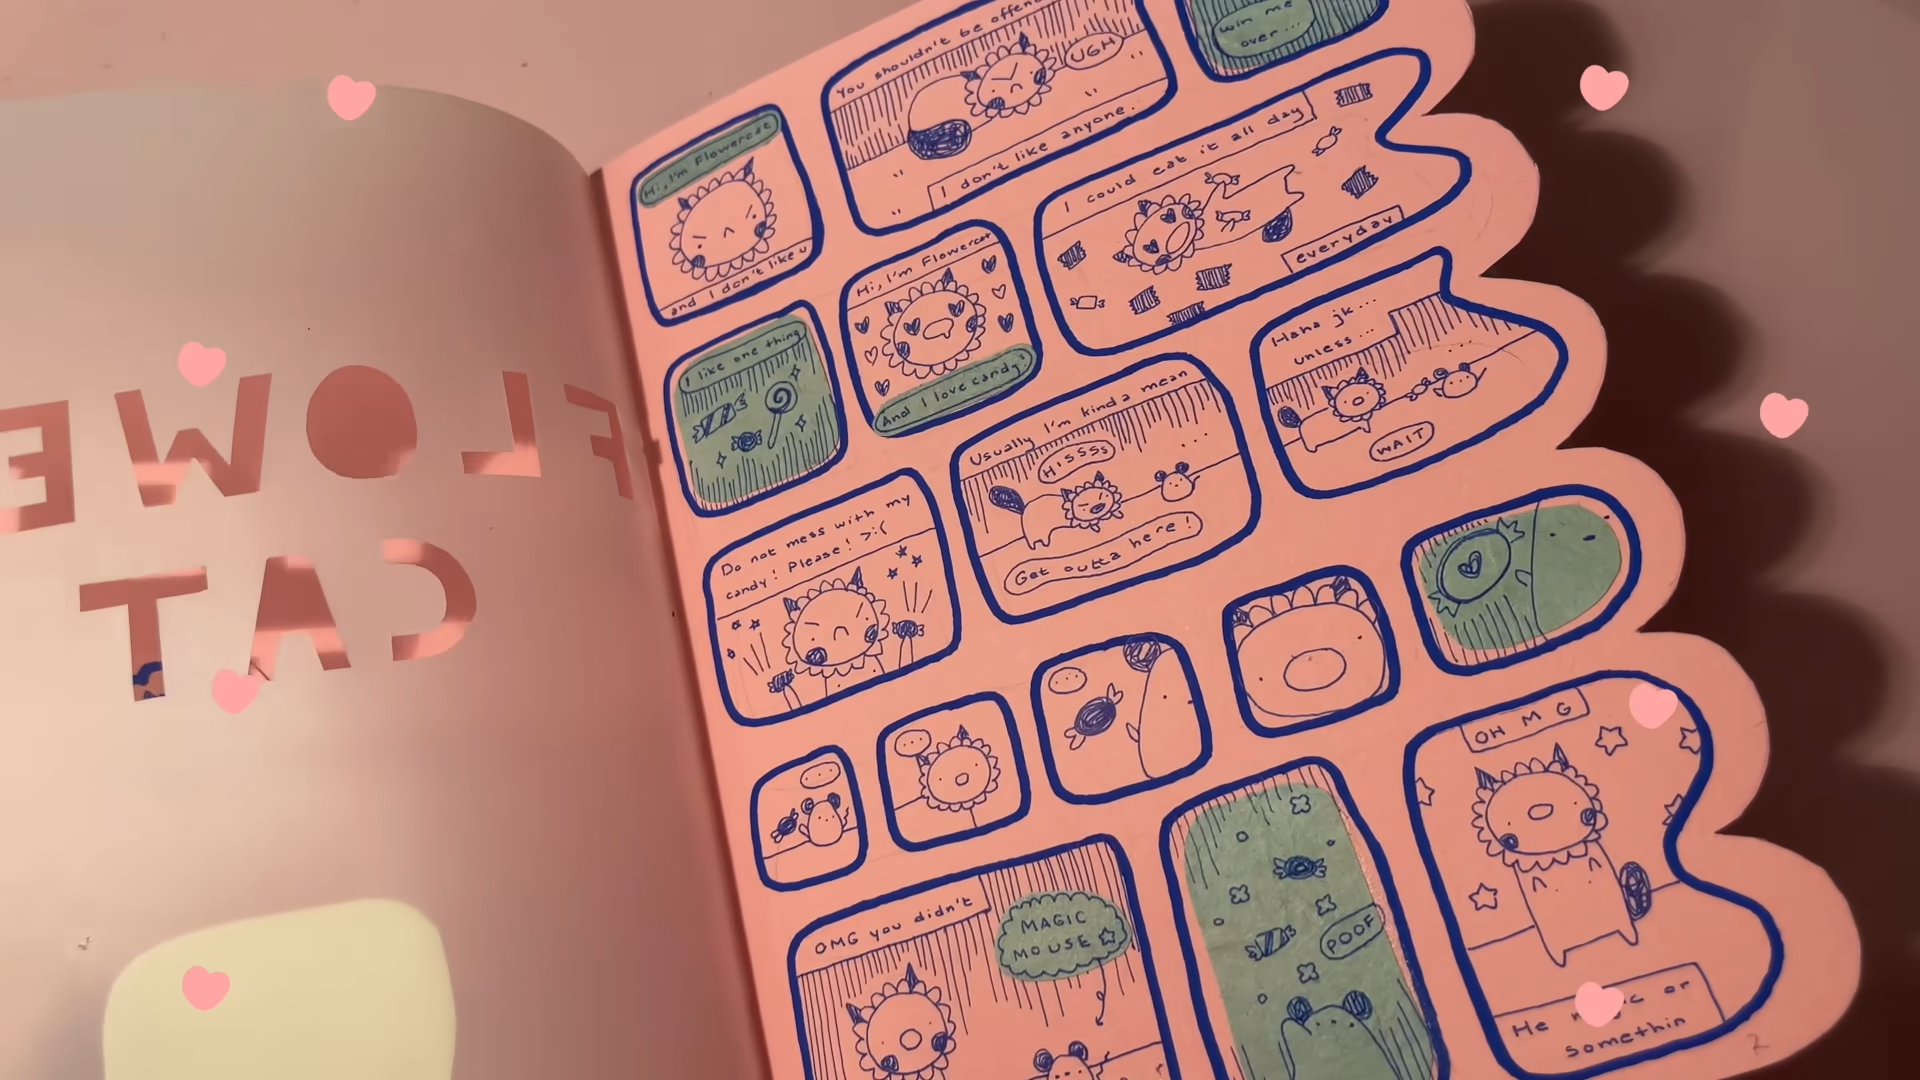 FLOWE
CAT
Hi, I'm Flowercat
and I don't like u
You shouldn't be
UGH
I don't like anyone.
win me
over...
I like one thing
Hi, I'm Flowercat
And I love candy!
I could eat it all day
everyday
Do not mess with my
candy! Please! >:(
Usually I'm kinda mean
HISSSS
...
Get outta here!
Haha jk...
unless...
...
WAIT
...
...
...
OMG you didn't
MAGIC
MOUSE
POOF
OH M G
He or
somethin
2